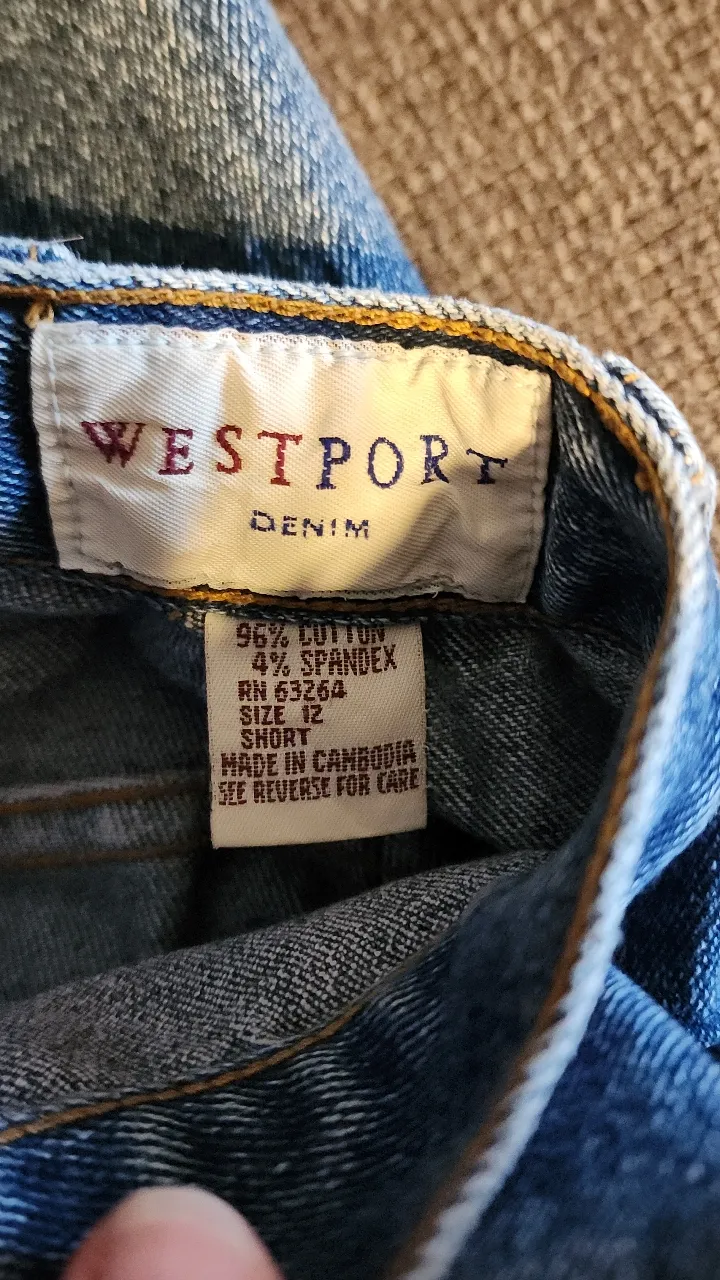 WESTPORT
DENIM
96% COTTON
4% SPANDEX
RN 63264
SIZE 12
SHORT
MADE IN CAMBODIA
SEE REVERSE FOR CARE